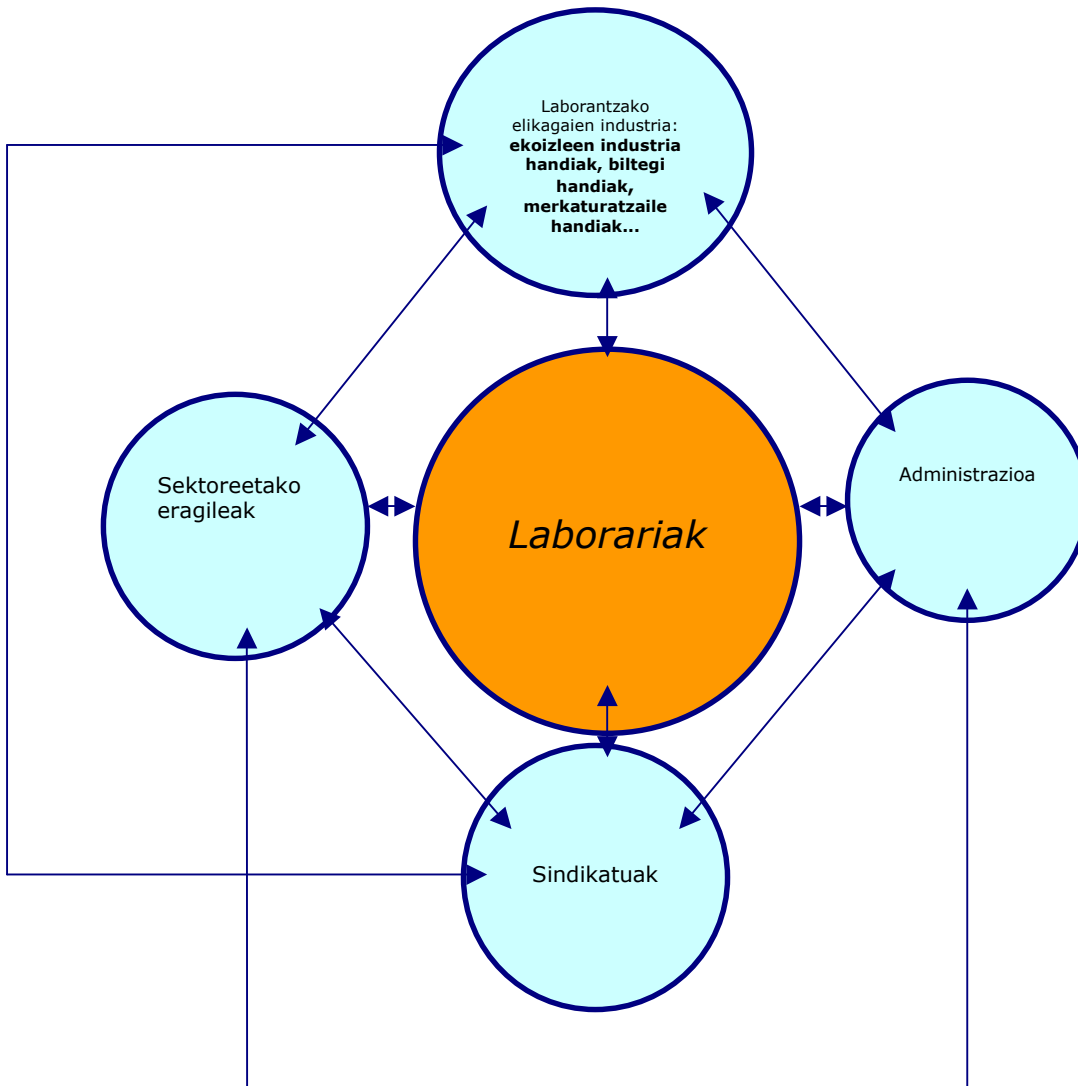 Laborantzako
elikagaien industria:
ekoizleen industria
handiak, biltegi
handiak,
merkaturatzaile
handiak...
Sektoreetako
eragileak
Laborariak
Administrazioa
Sindikatuak